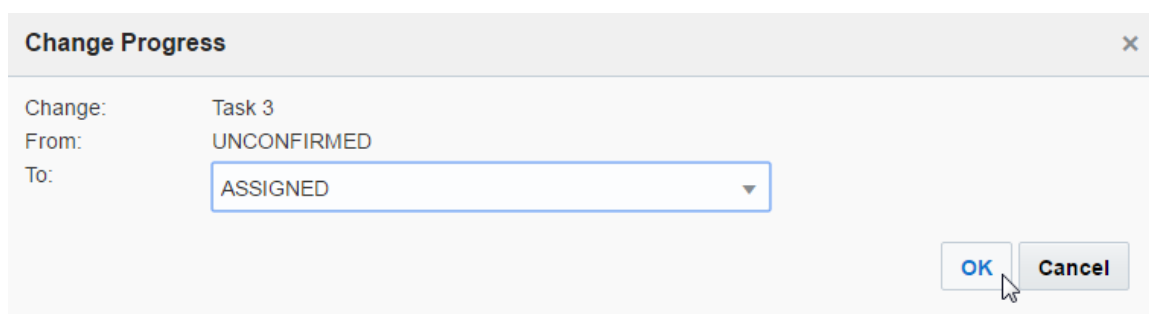 Change Progress
Change: Task 3
From: UNCONFIRMED
To: ASSIGNED
OK Cancel